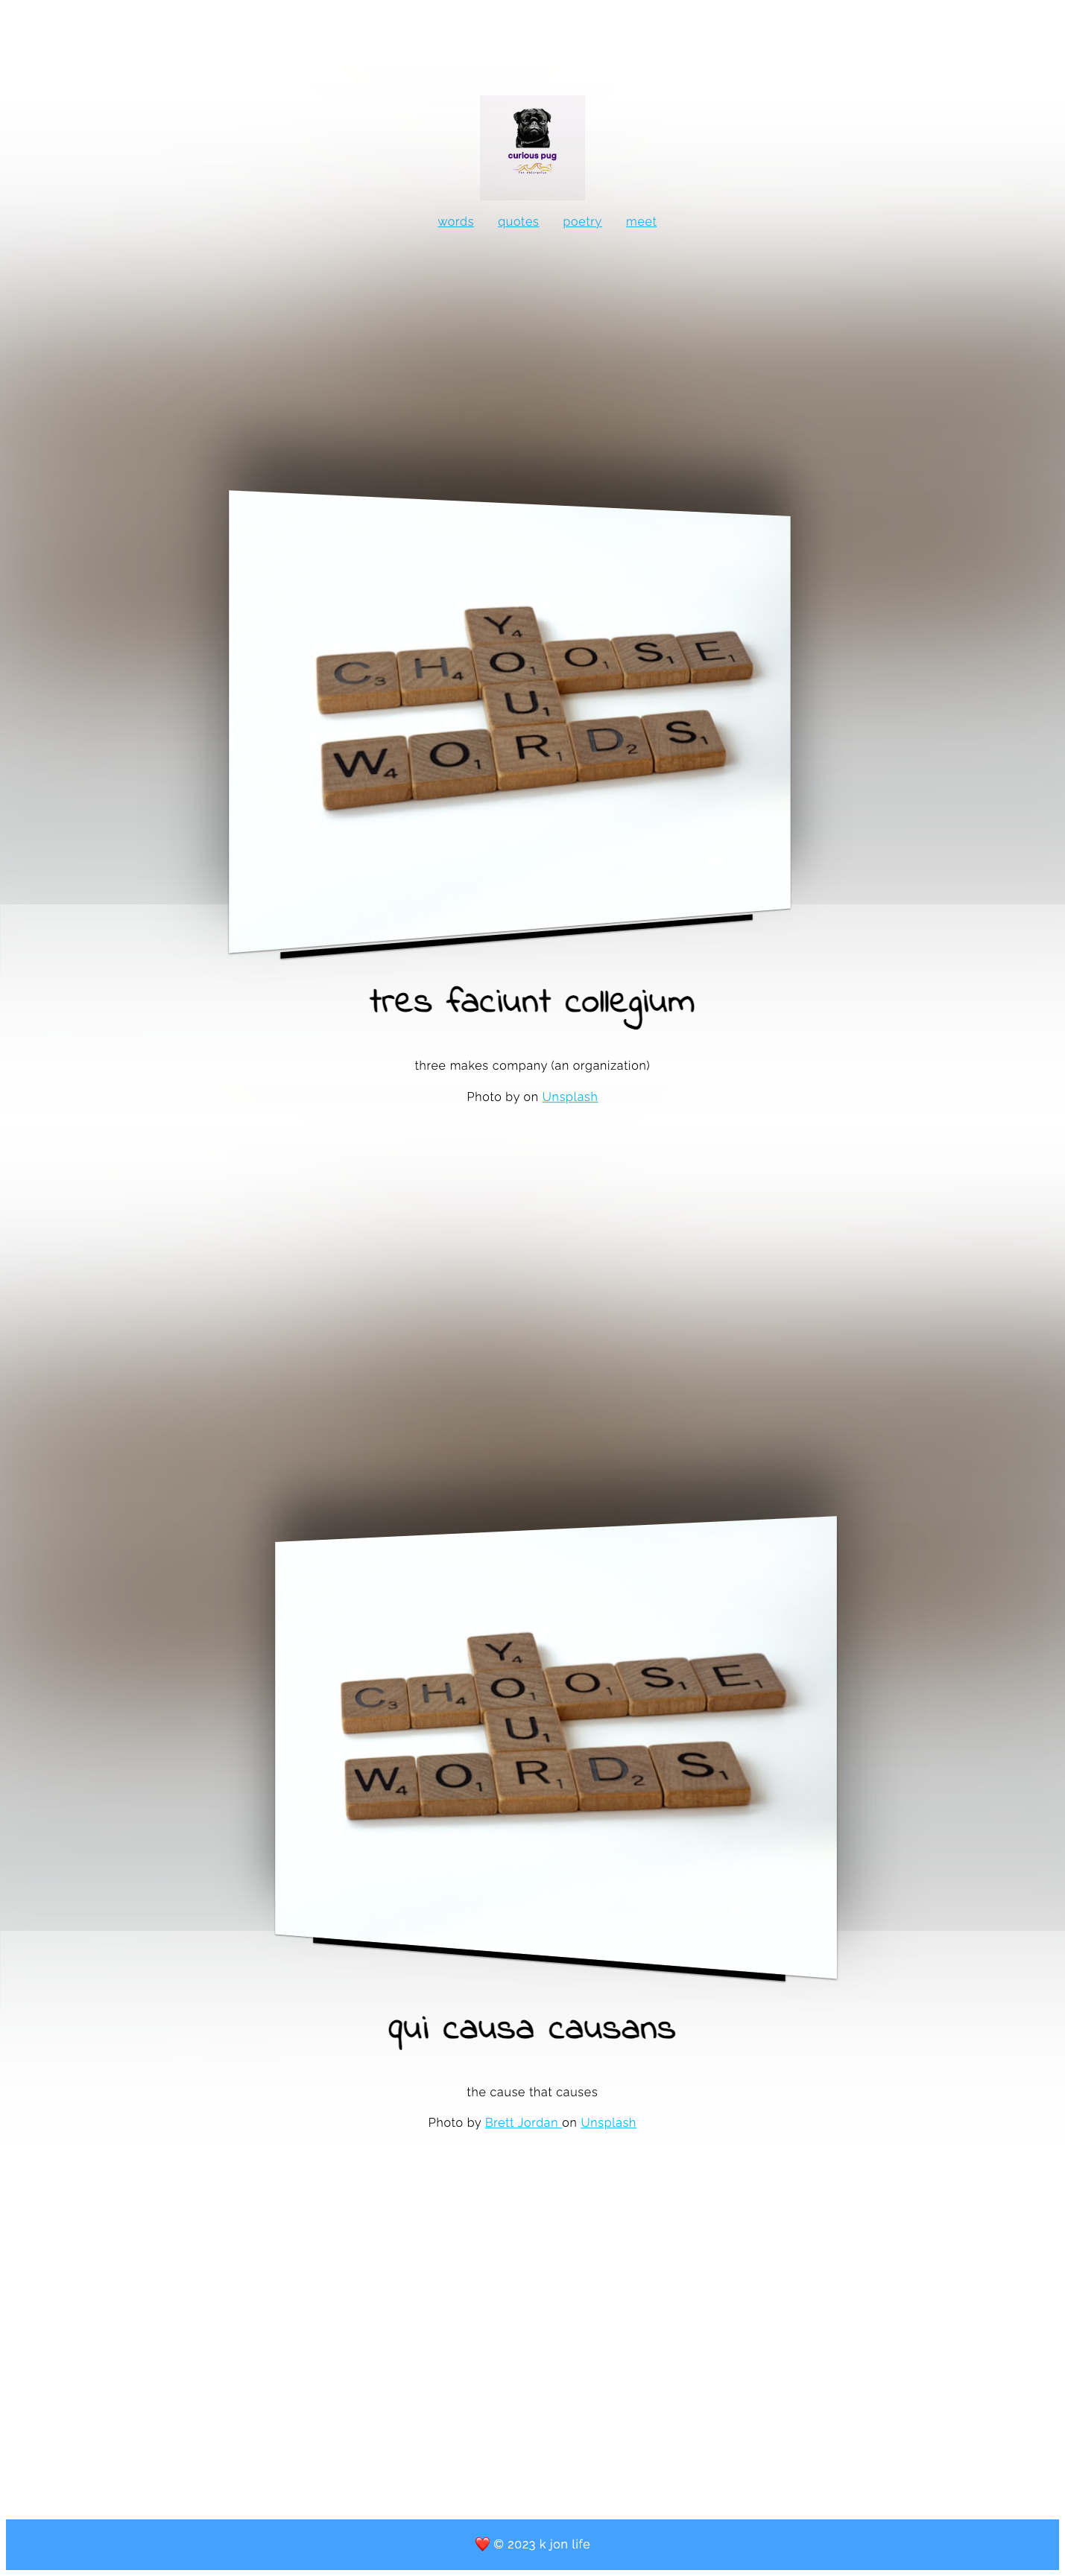 curious pug
words quotes poetry meet
Y4
C3 H4 O1 O1 S1 E1
U1
W4 O1 R1 D2 S1
tres faciunt collegium
three makes company (an organization)
Photo by on Unsplash
Y4
C3 H4 O1 O1 S1 E1
U1
W4 O1 R1 D2 S1
qui causa causans
the cause that causes
Photo by Brett Jordan on Unsplash
❤️ © 2023 k jon life